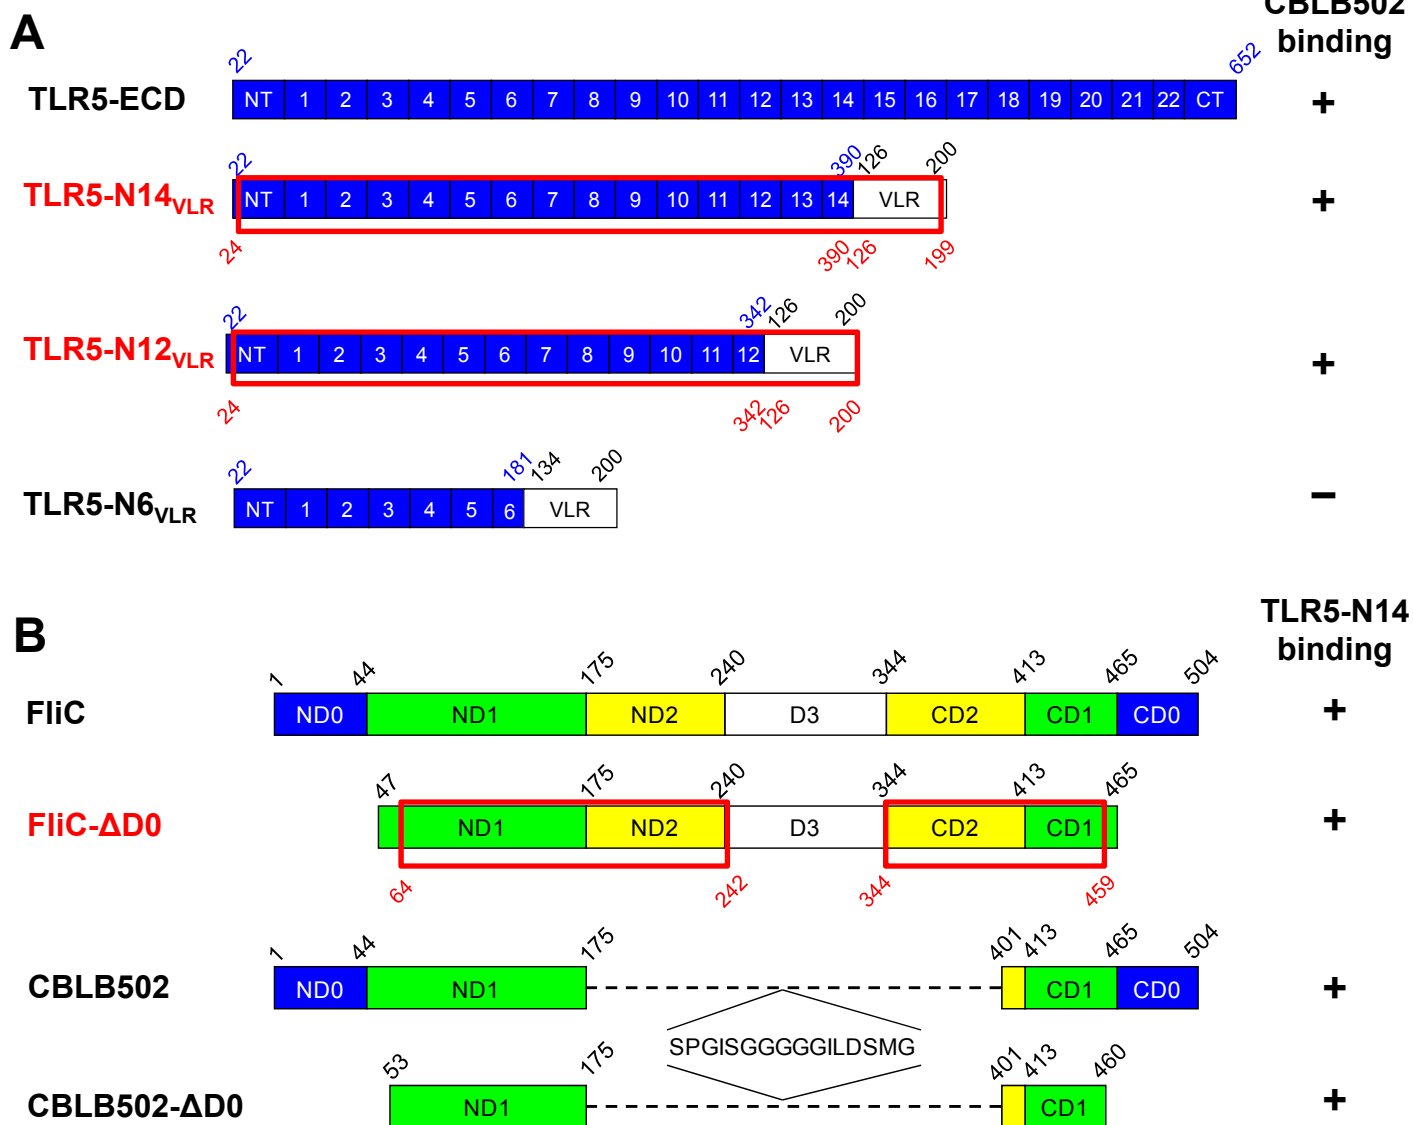 A
CBLB502
binding
22
652
TLR5-ECD
NT 1 2 3 4 5 6 7 8 9 10 11 12 13 14 15 16 17 18 19 20 21 22 CT
+
22
390
126
200
TLR5-N14VLR
NT 1 2 3 4 5 6 7 8 9 10 11 12 13 14 VLR
+
24
390
126
199
22
342
126
200
TLR5-N12VLR
NT 1 2 3 4 5 6 7 8 9 10 11 12 VLR
+
24
342
126
200
22
181
134
200
TLR5-N6VLR
NT 1 2 3 4 5 6 VLR
−
B
TLR5-N14
binding
1
44
175
240
344
413
465
504
FliC
ND0 ND1 ND2 D3 CD2 CD1 CD0
+
47
175
240
344
413
465
FliC-ΔD0
ND1 ND2 D3 CD2 CD1
+
64
242
344
459
1
44
175
401
413
465
504
CBLB502
ND0 ND1 CD1 CD0
+
SPGISGGGGGILDSMG
53
175
401
413
460
CBLB502-ΔD0
ND1 CD1
+